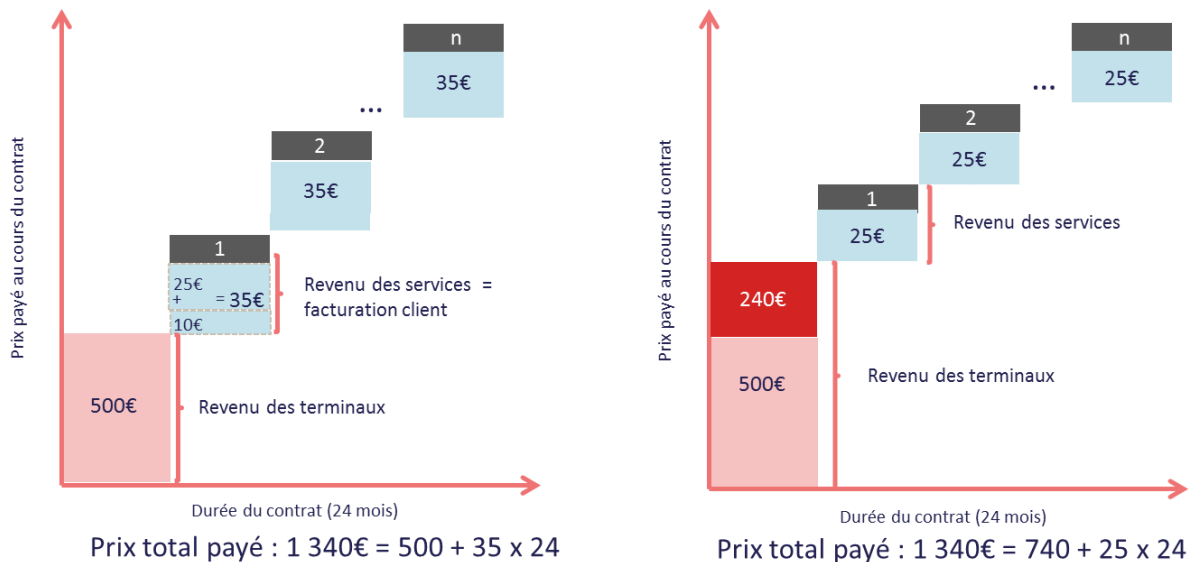 Prix payé au cours du contrat
n
35€
...
2
35€
1
25€
+ = 35€
10€
Revenu des services =
facturation client
500€
Revenu des terminaux
Durée du contrat (24 mois)
Prix total payé : 1 340€ = 500 + 35 x 24
Prix payé au cours du contrat
n
25€
...
2
25€
1
25€
Revenu des services
240€
500€
Revenu des terminaux
Durée du contrat (24 mois)
Prix total payé : 1 340€ = 740 + 25 x 24